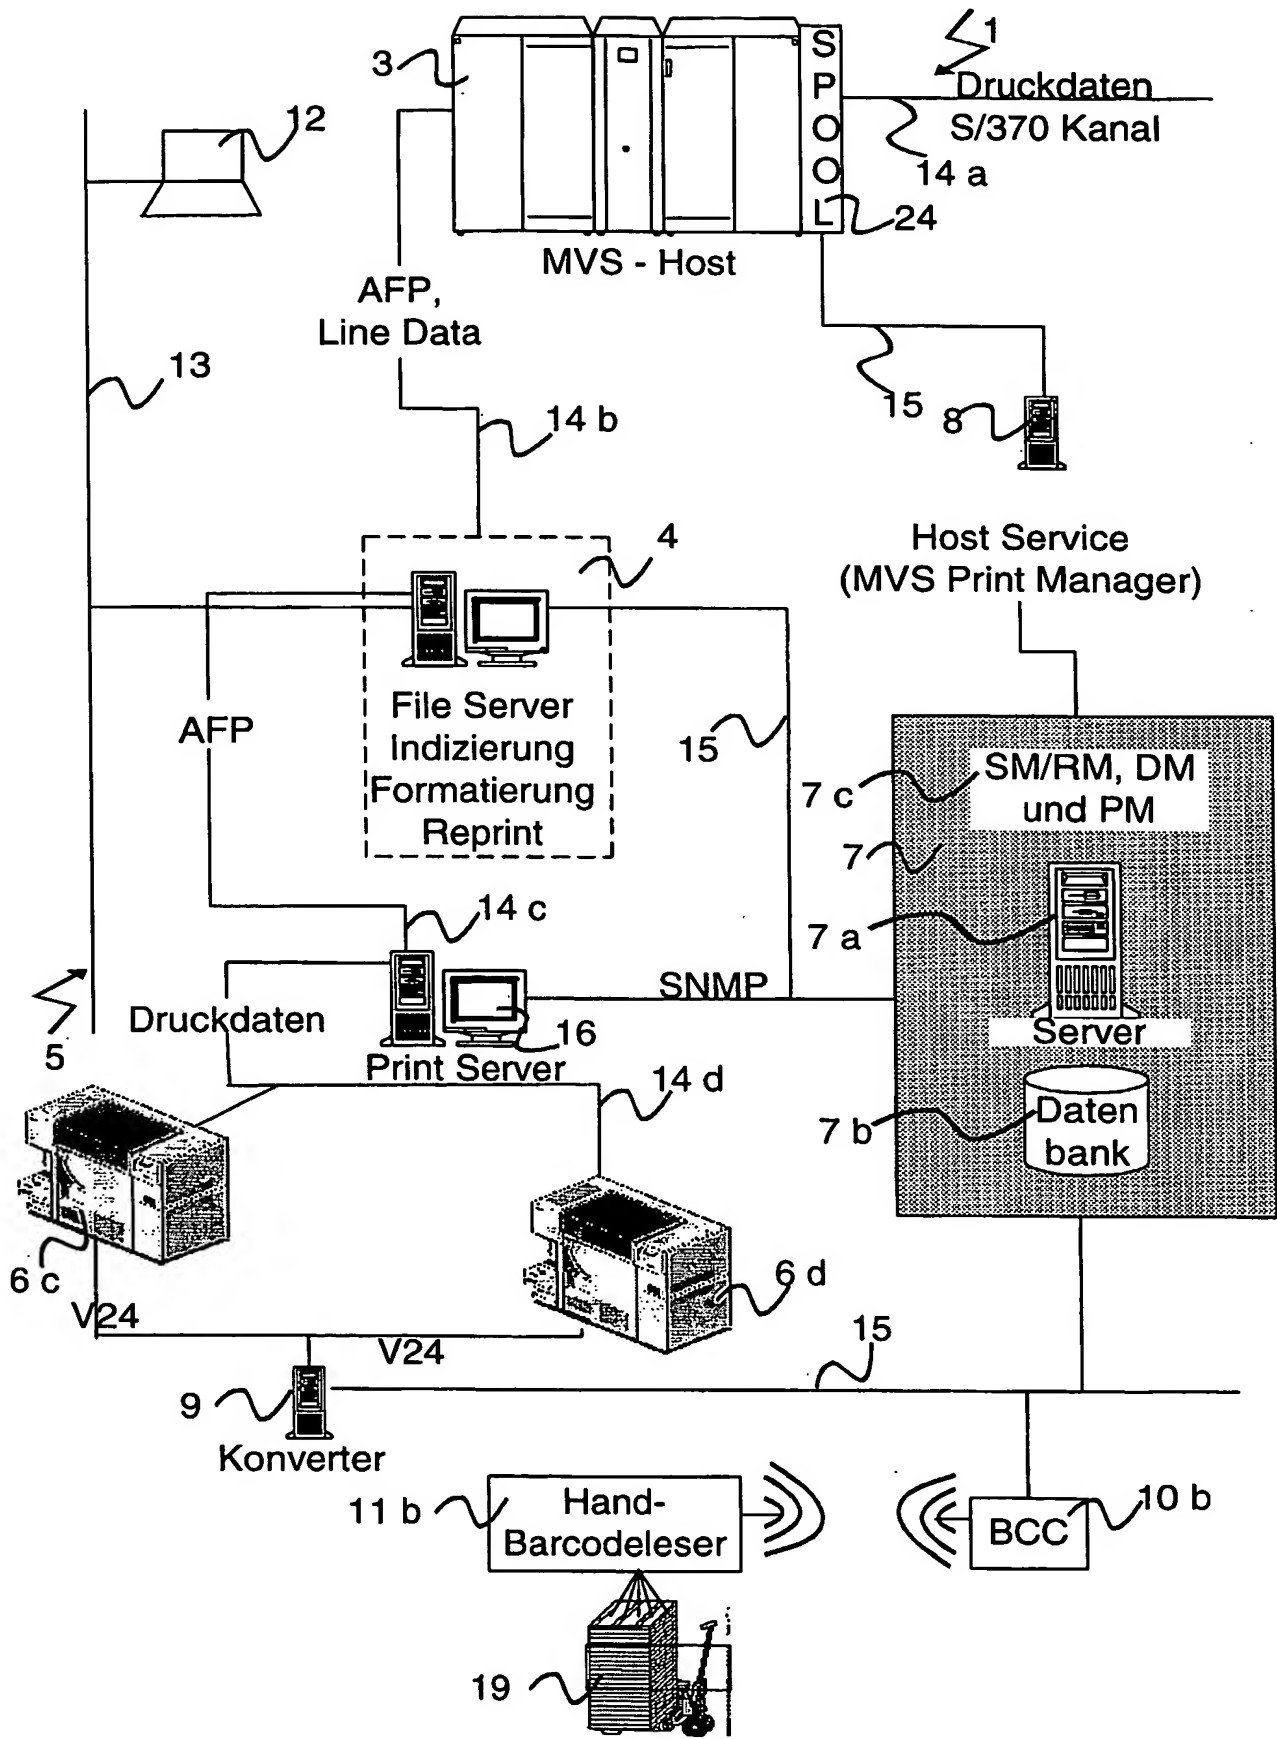 1
3
SPOOL
Druckdaten
S/370 Kanal
14 a
12
24
MVS - Host
AFP,
Line Data
13
15
8
14 b
4
Host Service
(MVS Print Manager)
File Server
Indizierung
Formatierung
Reprint
AFP
15
7 c
SM/RM, DM
und PM
7
14 c
7 a
SNMP
Druckdaten
16
Server
5
Print Server
14 d
7 b
Daten
bank
6 c
6 d
V24
V24
15
9
Konverter
11 b
Hand-
Barcodeleser
BCC
10 b
19